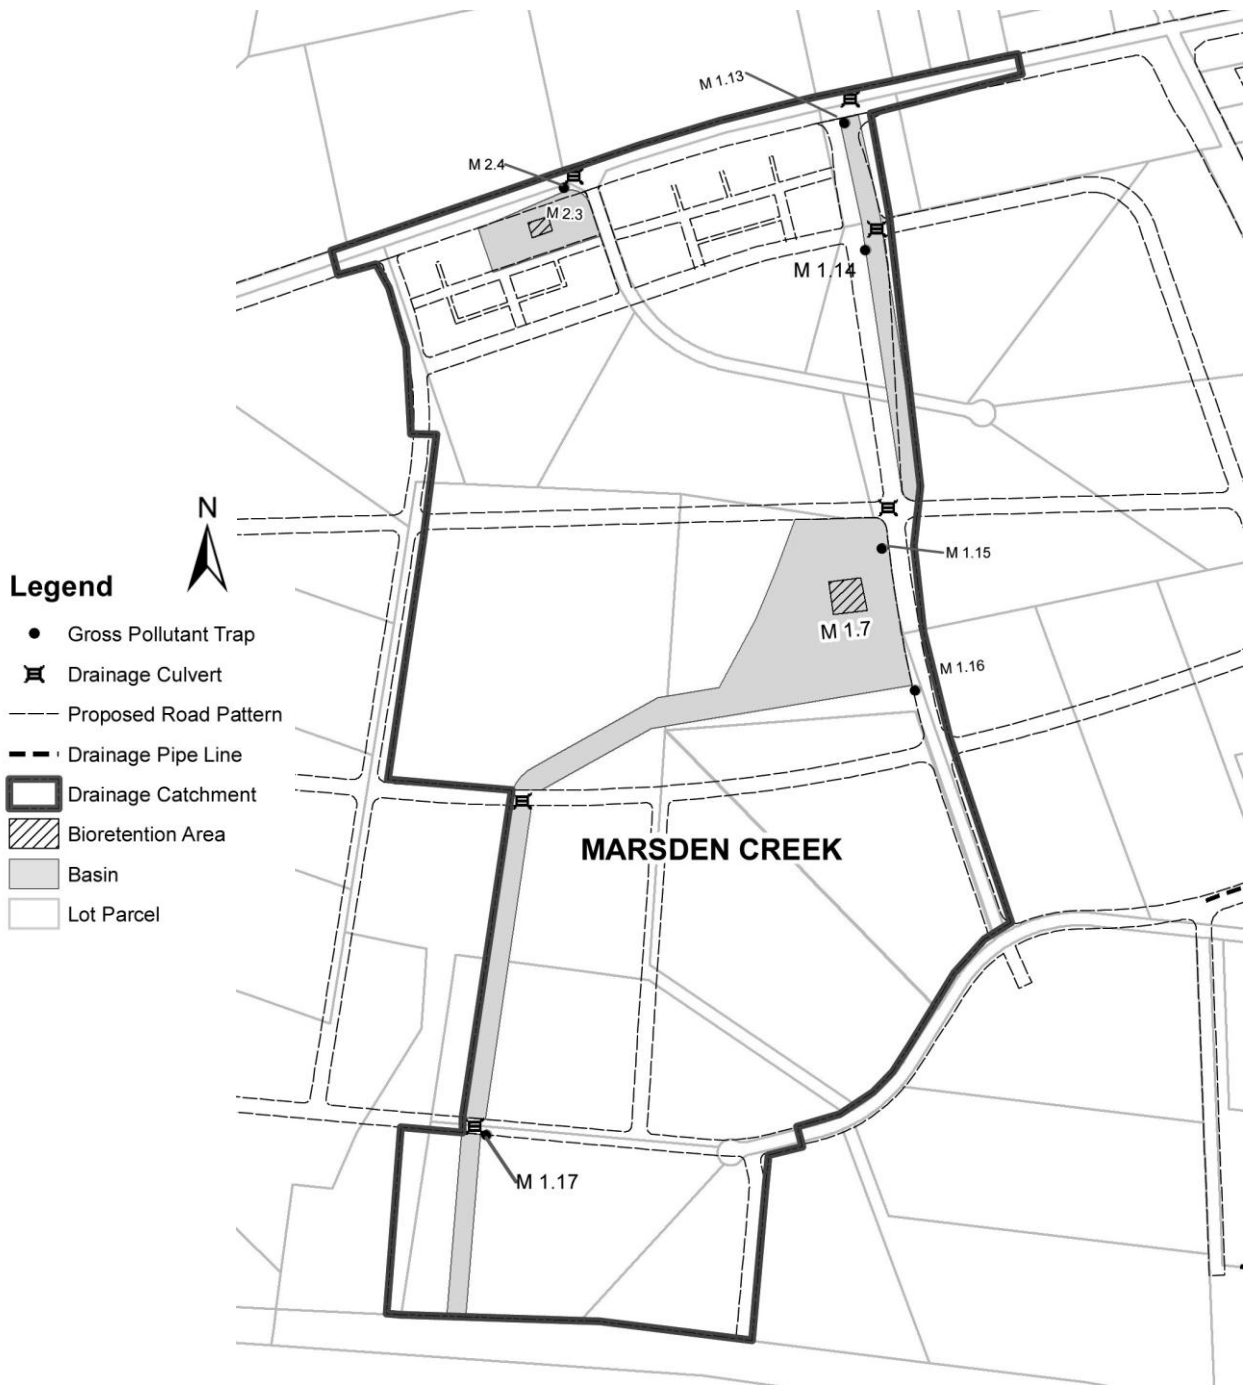 M 1.13
M 2.4
M 2.3
M 1.14
N
M 1.15
Legend
Gross Pollutant Trap
M 1.7
Drainage Culvert
M 1.16
Proposed Road Pattern
Drainage Pipe Line
Drainage Catchment
Bioretention Area
MARSDEN CREEK
Basin
Lot Parcel
M 1.17